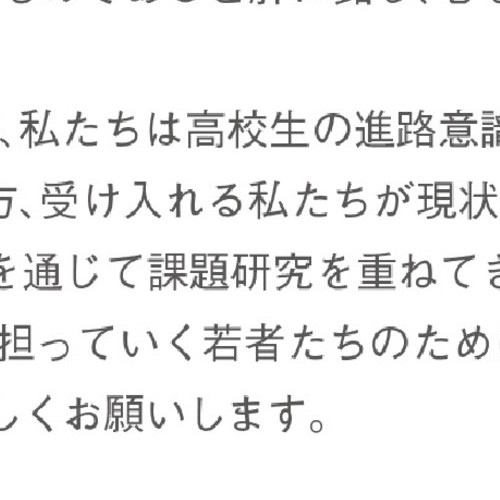 、私たちは高校生の進路意識
方、受け入れる私たちが現状
を通じて課題研究を重ねてき
担っていく若者たちのため
しくお願いします。